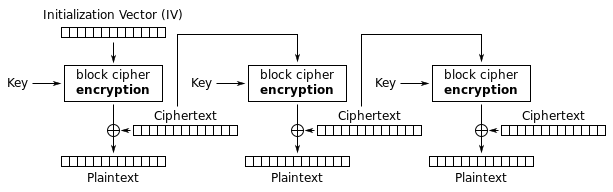 Initialization Vector (IV)
Key
block cipher
encryption
Ciphertext
Plaintext
Key
block cipher
encryption
Ciphertext
Plaintext
Key
block cipher
encryption
Ciphertext
Plaintext